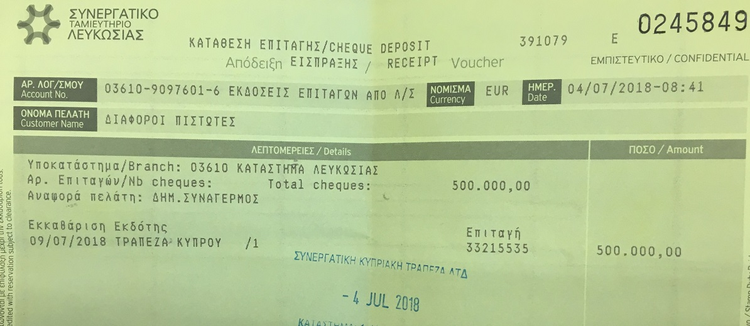 ΣΥΝΕΡΓΑΤΙΚΟ
ΤΑΜΙΕΥΤΗΡΙΟ
ΛΕΥΚΩΣΙΑΣ
ΚΑΤΑΘΕΣΗ ΕΠΙΤΑΓΗΣ/CHEQUE DEPOSIT
391079 Ε 0245849
Απόδειξη ΕΙΣΠΡΑΞΗΣ / RECEIPT Voucher
ΕΜΠΙΣΤΕΥΤΙΚΟ / CONFIDENTIAL
ΑΡ. ΛΟΓ/ΣΜΟΥ Account No. 03610-9097601-6 ΕΚΔΟΣΕΙΣ ΕΠΙΤΑΓΩΝ ΑΠΟ Λ/Σ ΝΟΜΙΣΜΑ Currency EUR ΗΜΕΡ. Date 04/07/2018-08:41
ΟΝΟΜΑ ΠΕΛΑΤΗ Customer Name ΔΙΑΦΟΡΟΙ ΠΙΣΤΩΤΕΣ
ΛΕΠΤΟΜΕΡΕΙΕΣ / Details ΠΟΣΟ / Amount
Υποκατάστημα/Branch: 03610 ΚΑΤΑΣΤΗΜΑ ΛΕΥΚΩΣΙΑΣ
Αρ. Επιταγών/Nb cheques: Total cheques: 500.000,00
Αναφορά πελάτη: ΔΗΜ.ΣΥΝΑΓΕΡΜΟΣ
Εκκαθάριση Εκδότης Επιταγή
09/07/2018 ΤΡΑΠΕΖΑ ΚΥΠΡΟΥ /1 33215535 500.000,00
ΣΥΝΕΡΓΑΤΙΚΗ ΚΥΠΡΙΑΚΗ ΤΡΑΠΕΖΑ ΛΤΔ
- 4 JUL 2018